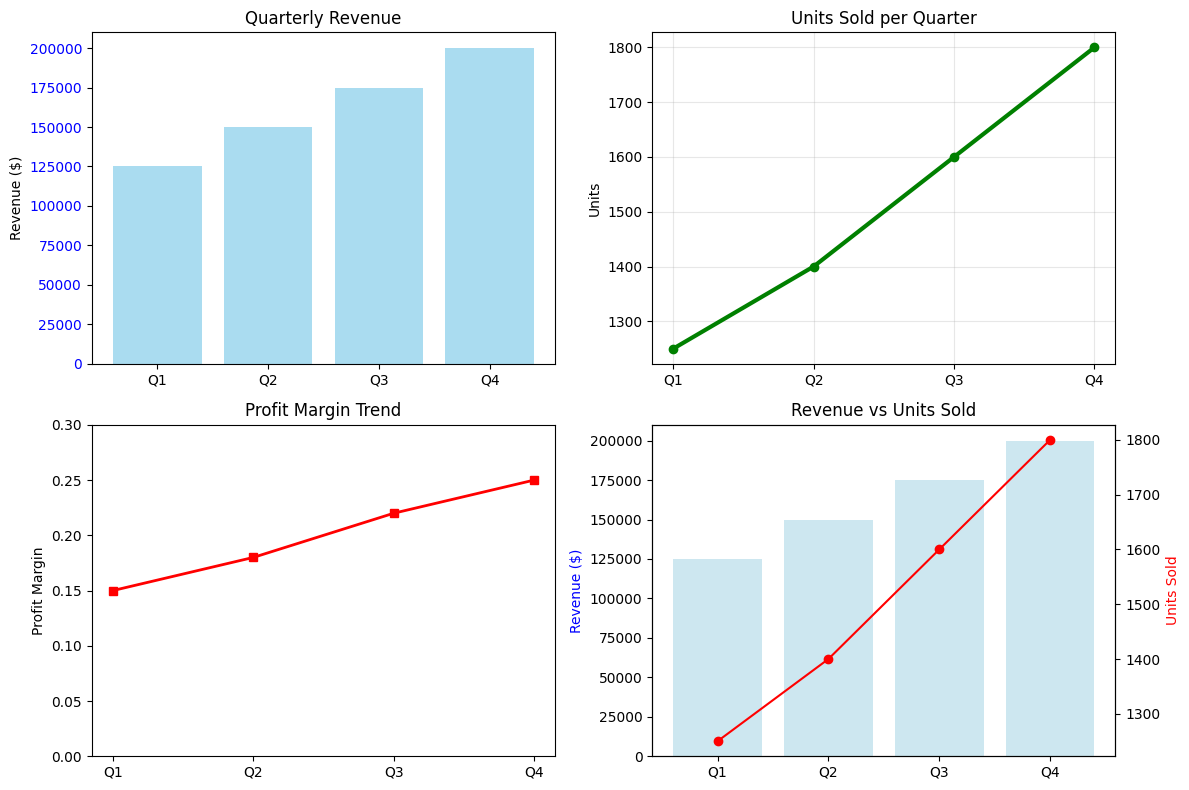 Quarterly Revenue
Revenue ($)
200000
175000
150000
125000
100000
75000
50000
25000
0
Q1 Q2 Q3 Q4
Units Sold per Quarter
Units
1800
1700
1600
1500
1400
1300
Q1 Q2 Q3 Q4
Profit Margin Trend
Profit Margin
0.30
0.25
0.20
0.15
0.10
0.05
0.00
Q1 Q2 Q3 Q4
Revenue vs Units Sold
Revenue ($)
200000
175000
150000
125000
100000
75000
50000
25000
0
Q1 Q2 Q3 Q4
1800
1700
1600
1500
1400
1300
Units Sold